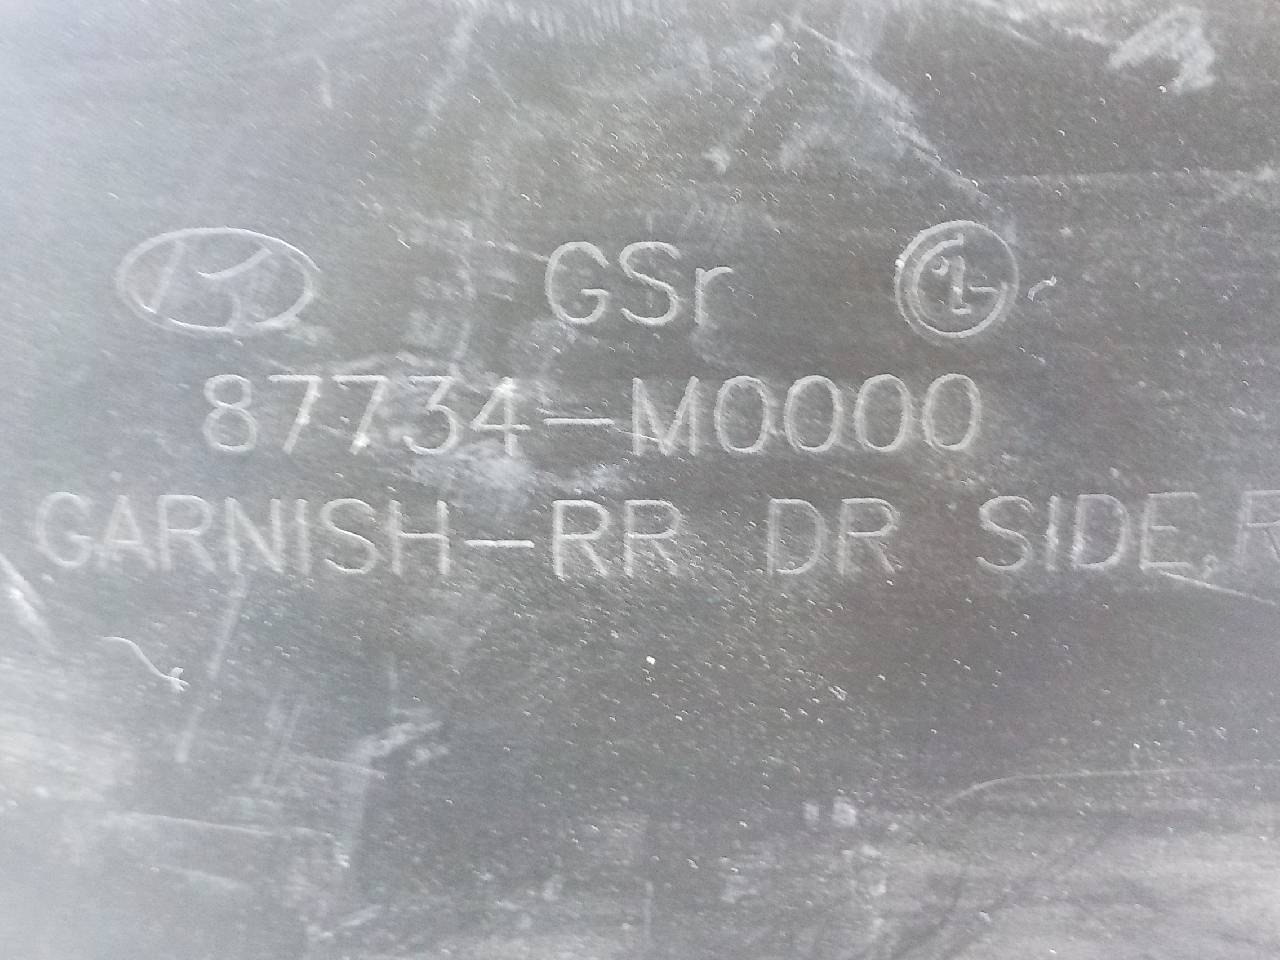 GSr
87734-M0000
GARNISH-RR DR SIDE,R